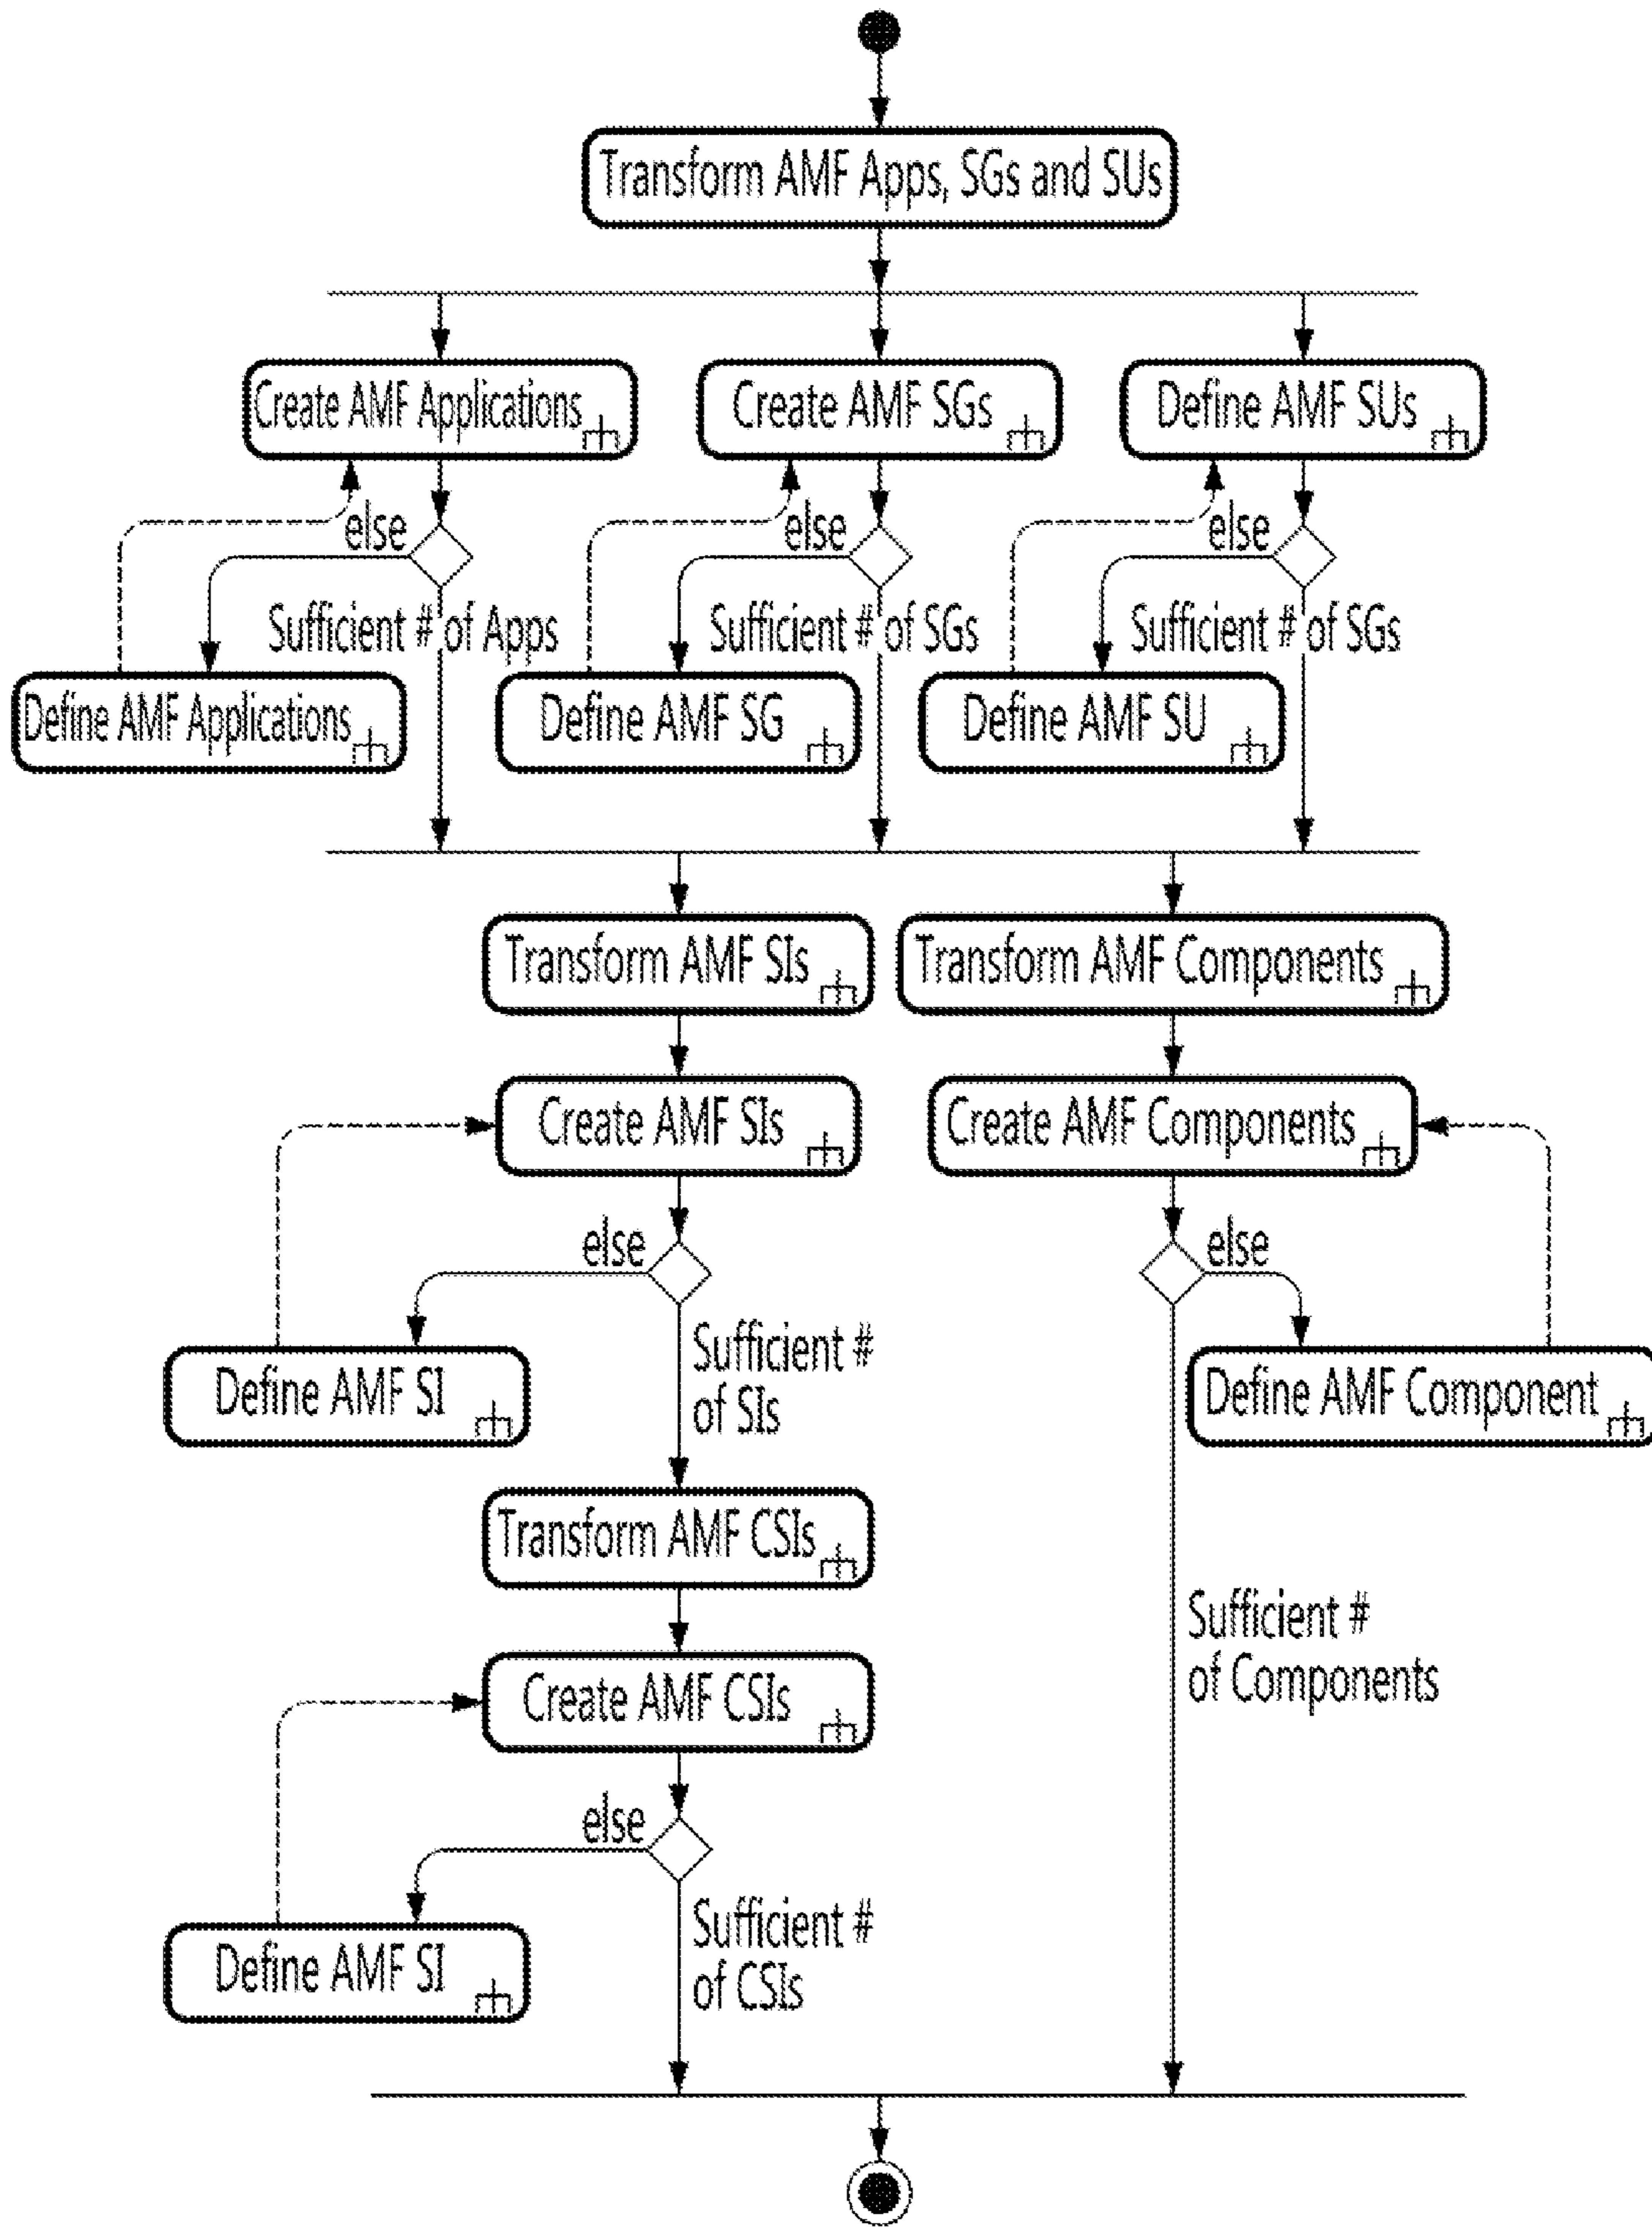 Transform AMF Apps, SGs and SUs
Create AMF Applications
Create AMF SGs
Define AMF SUs
else
else
else
Sufficient # of Apps
Sufficient # of SGs
Sufficient # of SGs
Define AMF Applications
Define AMF SG
Define AMF SU
Transform AMF SIs
Transform AMF Components
Create AMF SIs
Create AMF Components
else
else
Sufficient #
of SIs
Define AMF SI
Define AMF Component
Transform AMF CSIs
Sufficient #
of Components
Create AMF CSIs
else
Sufficient #
of CSIs
Define AMF SI